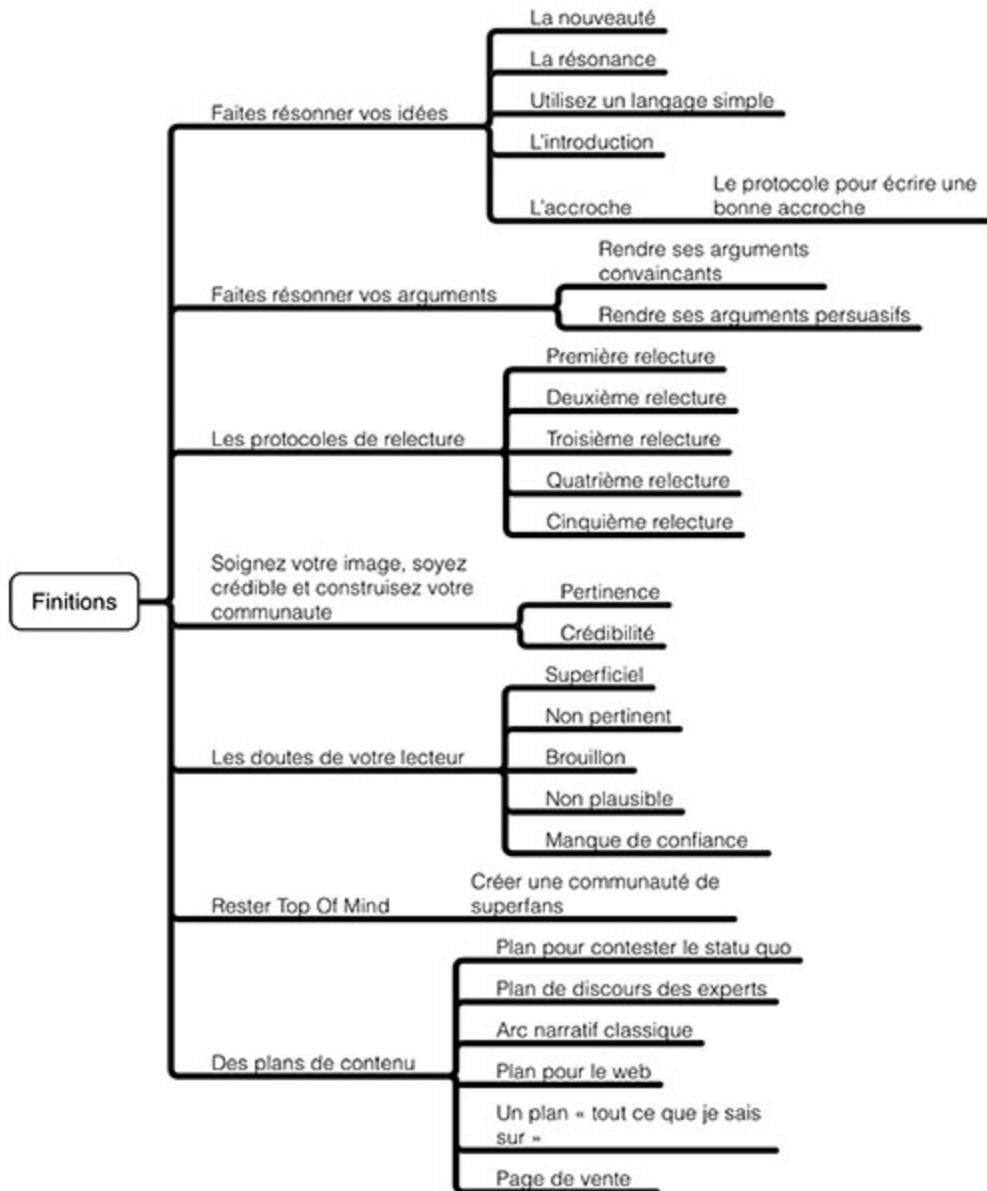 La nouveauté
La résonance
Utilisez un langage simple
L'introduction
L'accroche
Le protocole pour écrire une
bonne accroche
Faites résonner vos idées
Rendre ses arguments
convaincants
Rendre ses arguments persuasifs
Faites résonner vos arguments
Première relecture
Deuxième relecture
Troisième relecture
Quatrième relecture
Cinquième relecture
Les protocoles de relecture
Finitions
Soignez votre image, soyez
crédible et construisez votre
communaute
Pertinence
Crédibilité
Superficiel
Non pertinent
Brouillon
Non plausible
Manque de confiance
Les doutes de votre lecteur
Rester Top Of Mind
Créer une communauté de
superfans
Plan pour contester le statu quo
Plan de discours des experts
Arc narratif classique
Plan pour le web
Un plan « tout ce que je sais
sur »
Page de vente
Des plans de contenu